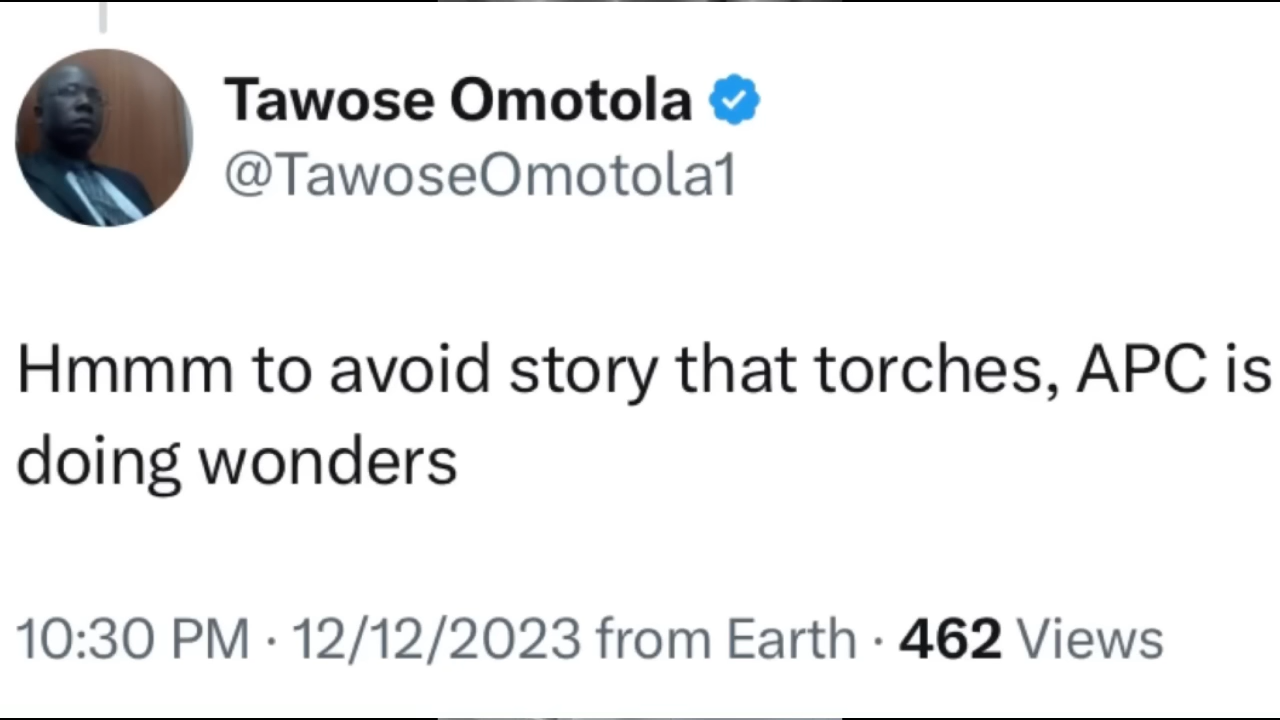 Tawose Omotola
@TawoseOmotola1
Hmmm to avoid story that torches, APC is
doing wonders
10:30 PM · 12/12/2023 from Earth · 462 Views